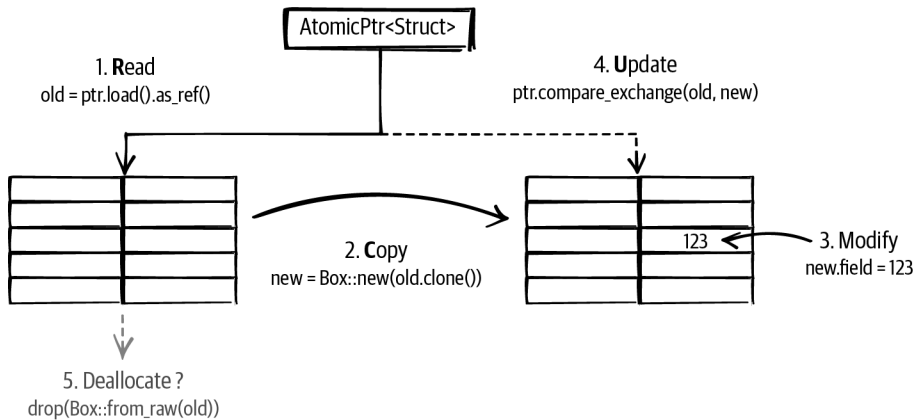 AtomicPtr<Struct>
1. Read
old = ptr.load().as_ref()
4. Update
ptr.compare_exchange(old, new)
2. Copy
new = Box::new(old.clone())
123
3. Modify
new.field = 123
5. Deallocate ?
drop(Box::from_raw(old))